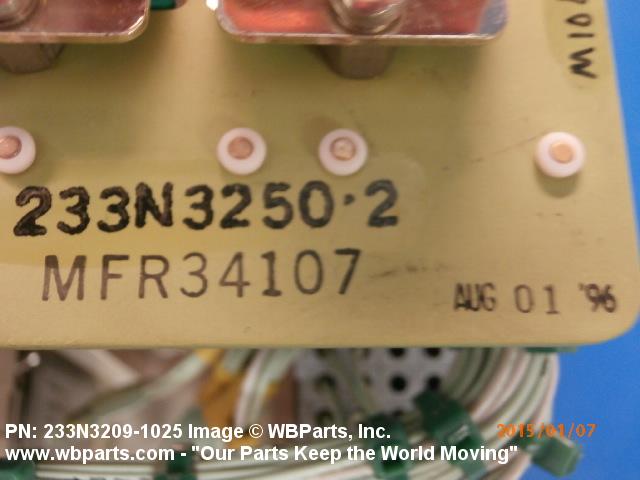 701W
233N3250-2
MFR34107
AUG 01 '96
2015/01/07
PN: 233N3209-1025 Image © WBParts, Inc.
www.wbparts.com - "Our Parts Keep the World Moving"